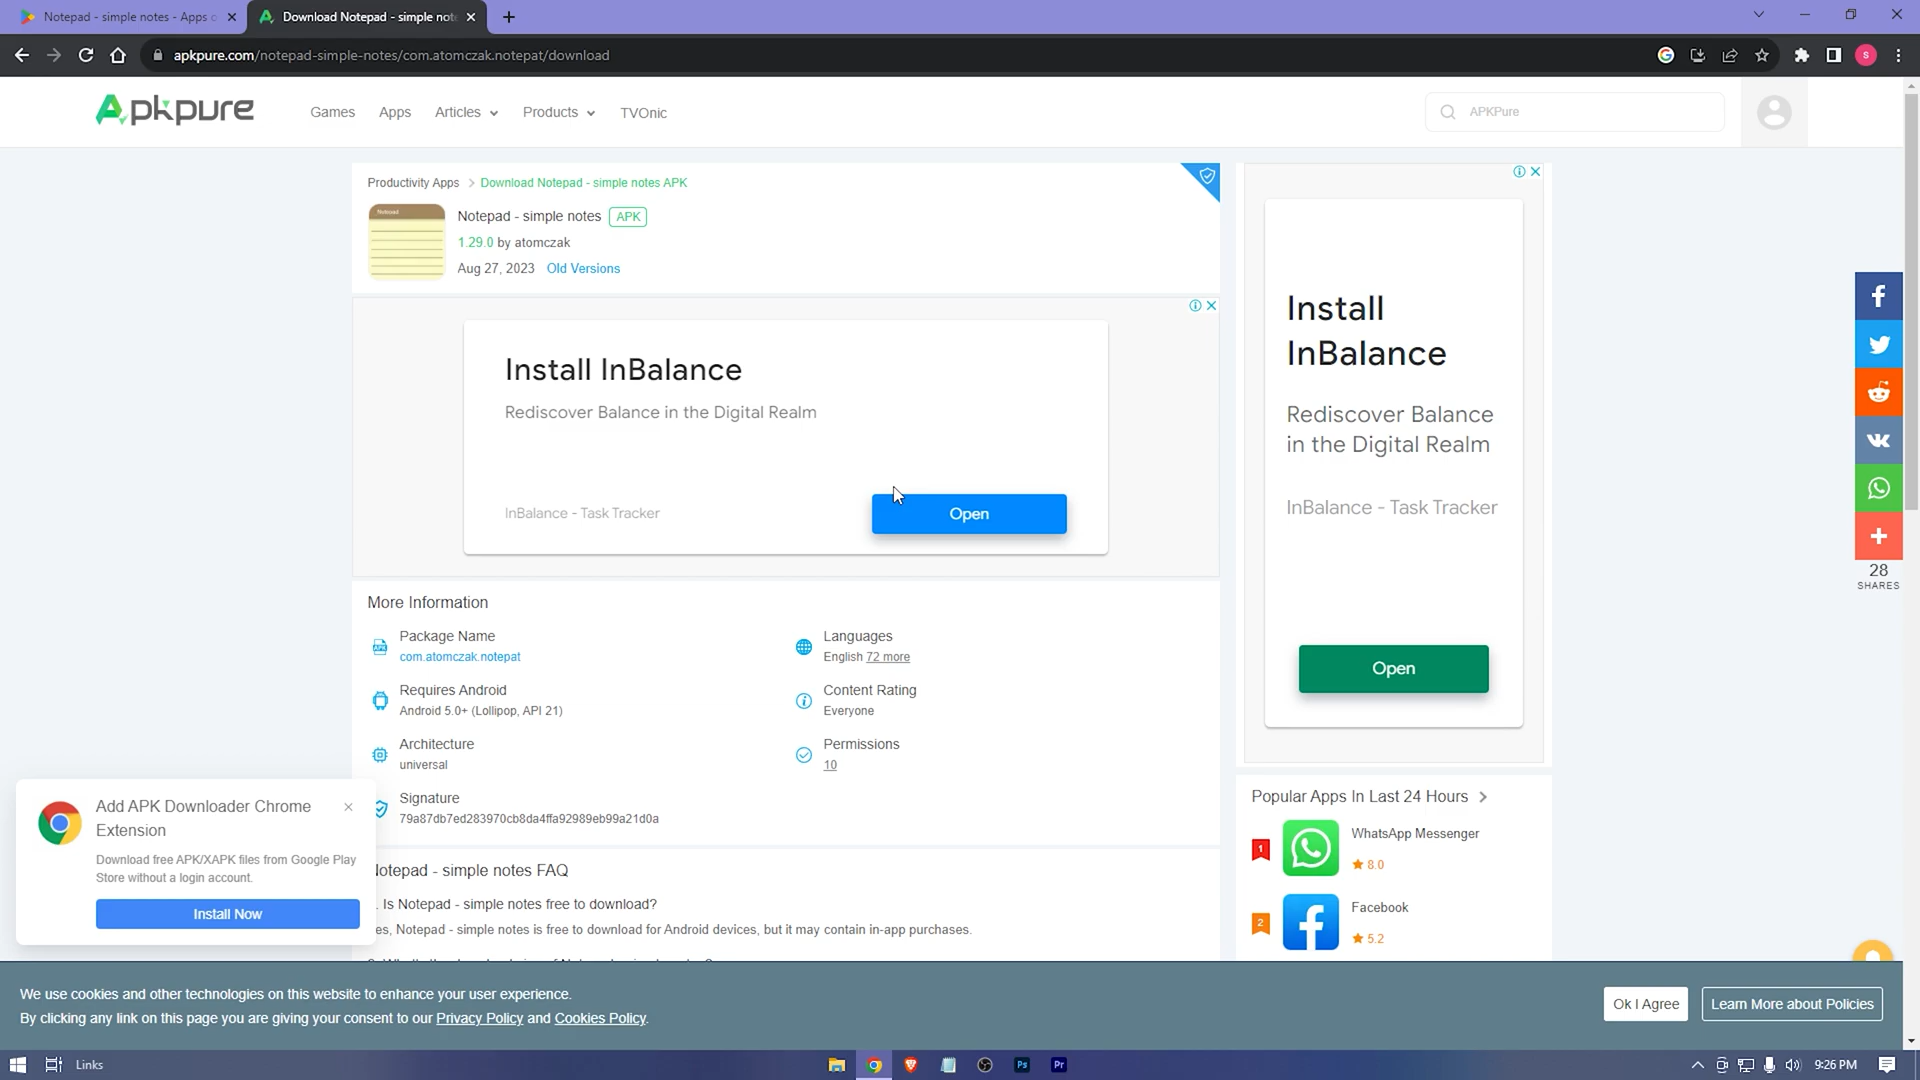 Notepad - simple notes - Apps o
Download Notepad - simple not
apkpure.com/notepad-simple-notes/com.atomczak.notepat/download
S
Apkpure
Games
Apps
Articles
Products
TVOnic
APKPure
Productivity Apps > Download Notepad - simple notes APK
Notepad
Notepad - simple notes APK
1.29.0 by atomczak
Aug 27, 2023 Old Versions
Install InBalance
Rediscover Balance in the Digital Realm
InBalance - Task Tracker
Open
Install
InBalance
Rediscover Balance
in the Digital Realm
InBalance - Task Tracker
Open
28
SHARES
More Information
Package Name
com.atomczak.notepat
Languages
English 72 more
Requires Android
Android 5.0+ (Lollipop, API 21)
Content Rating
Everyone
Architecture
universal
Permissions
10
Signature
79a87db7ed283970cb8da4ffa92989eb99a21d0a
Notepad - simple notes FAQ
. Is Notepad - simple notes free to download?
es, Notepad - simple notes is free to download for Android devices, but it may contain in-app purchases.
Popular Apps In Last 24 Hours >
1
WhatsApp Messenger
8.0
2
Facebook
5.2
Add APK Downloader Chrome
Extension
Download free APK/XAPK files from Google Play
Store without a login account.
Install Now
We use cookies and other technologies on this website to enhance your user experience.
By clicking any link on this page you are giving your consent to our Privacy Policy and Cookies Policy.
Ok I Agree
Learn More about Policies
Links
Ps
Pr
9:26 PM